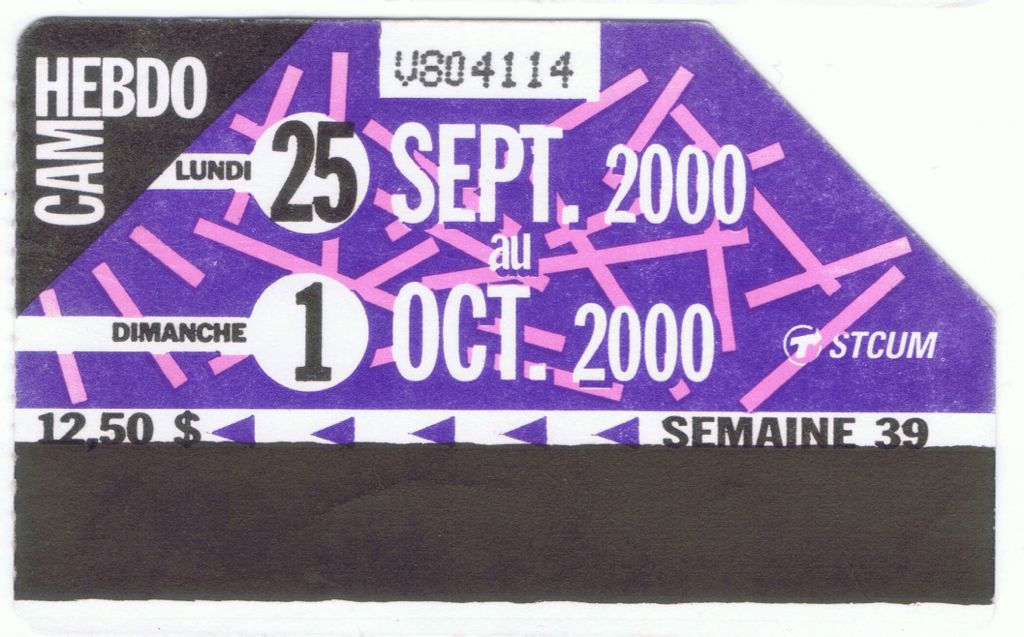 V804114
CAM
HEBDO
LUNDI 25 SEPT. 2000
au
DIMANCHE 1 OCT. 2000
STCUM
12,50 $ SEMAINE 39